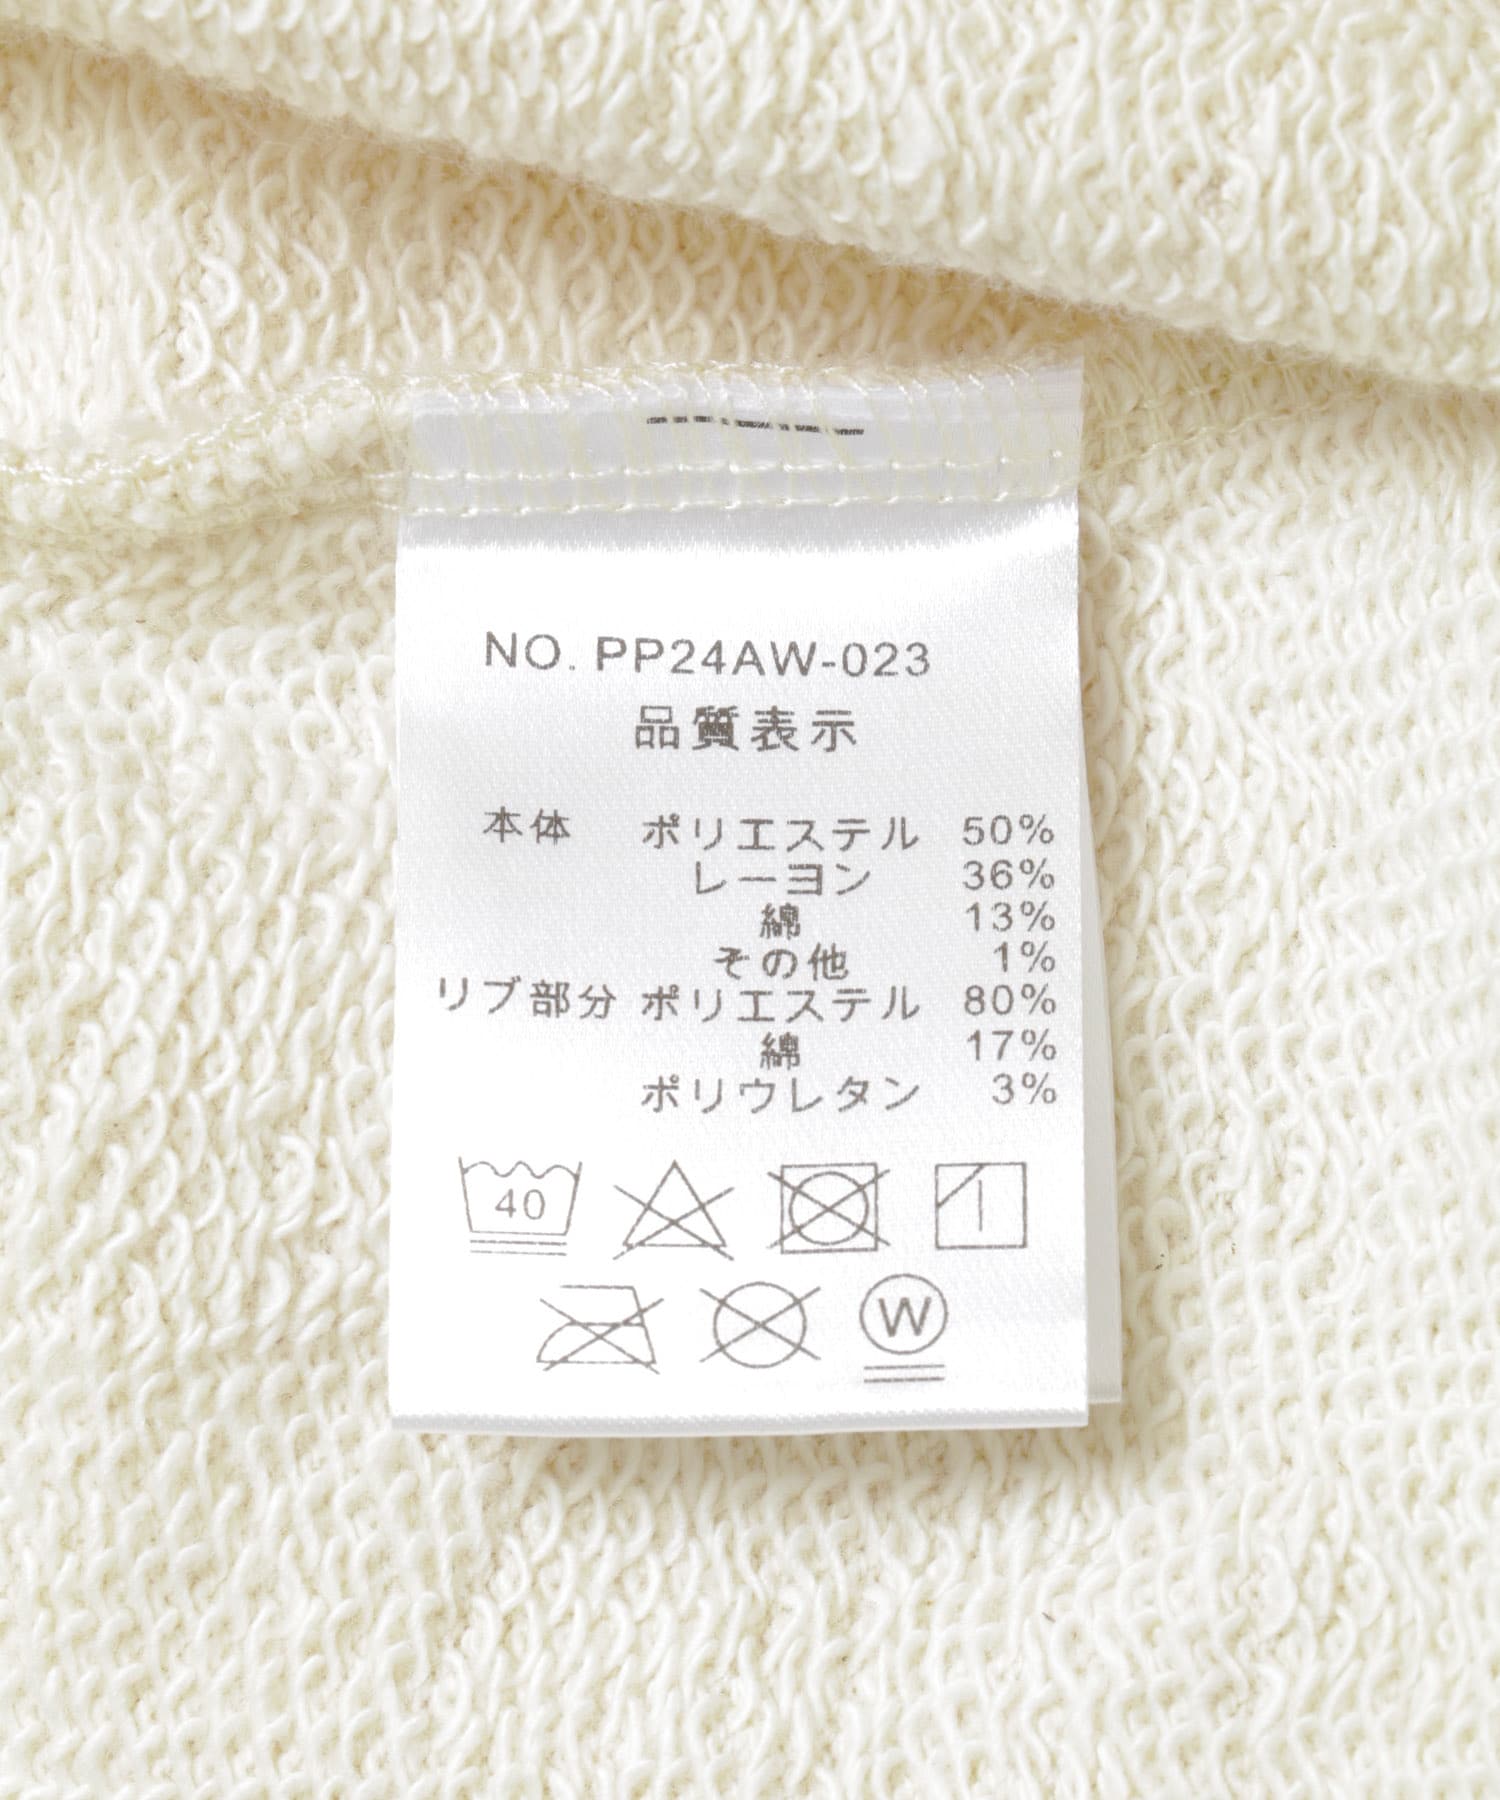 NO. PP24AW-023
品質表示
本体 ポリエステル 50%
レーヨン 36%
綿 13%
その他 1%
リブ部分 ポリエステル 80%
綿 17%
ポリウレタン 3%
40
W